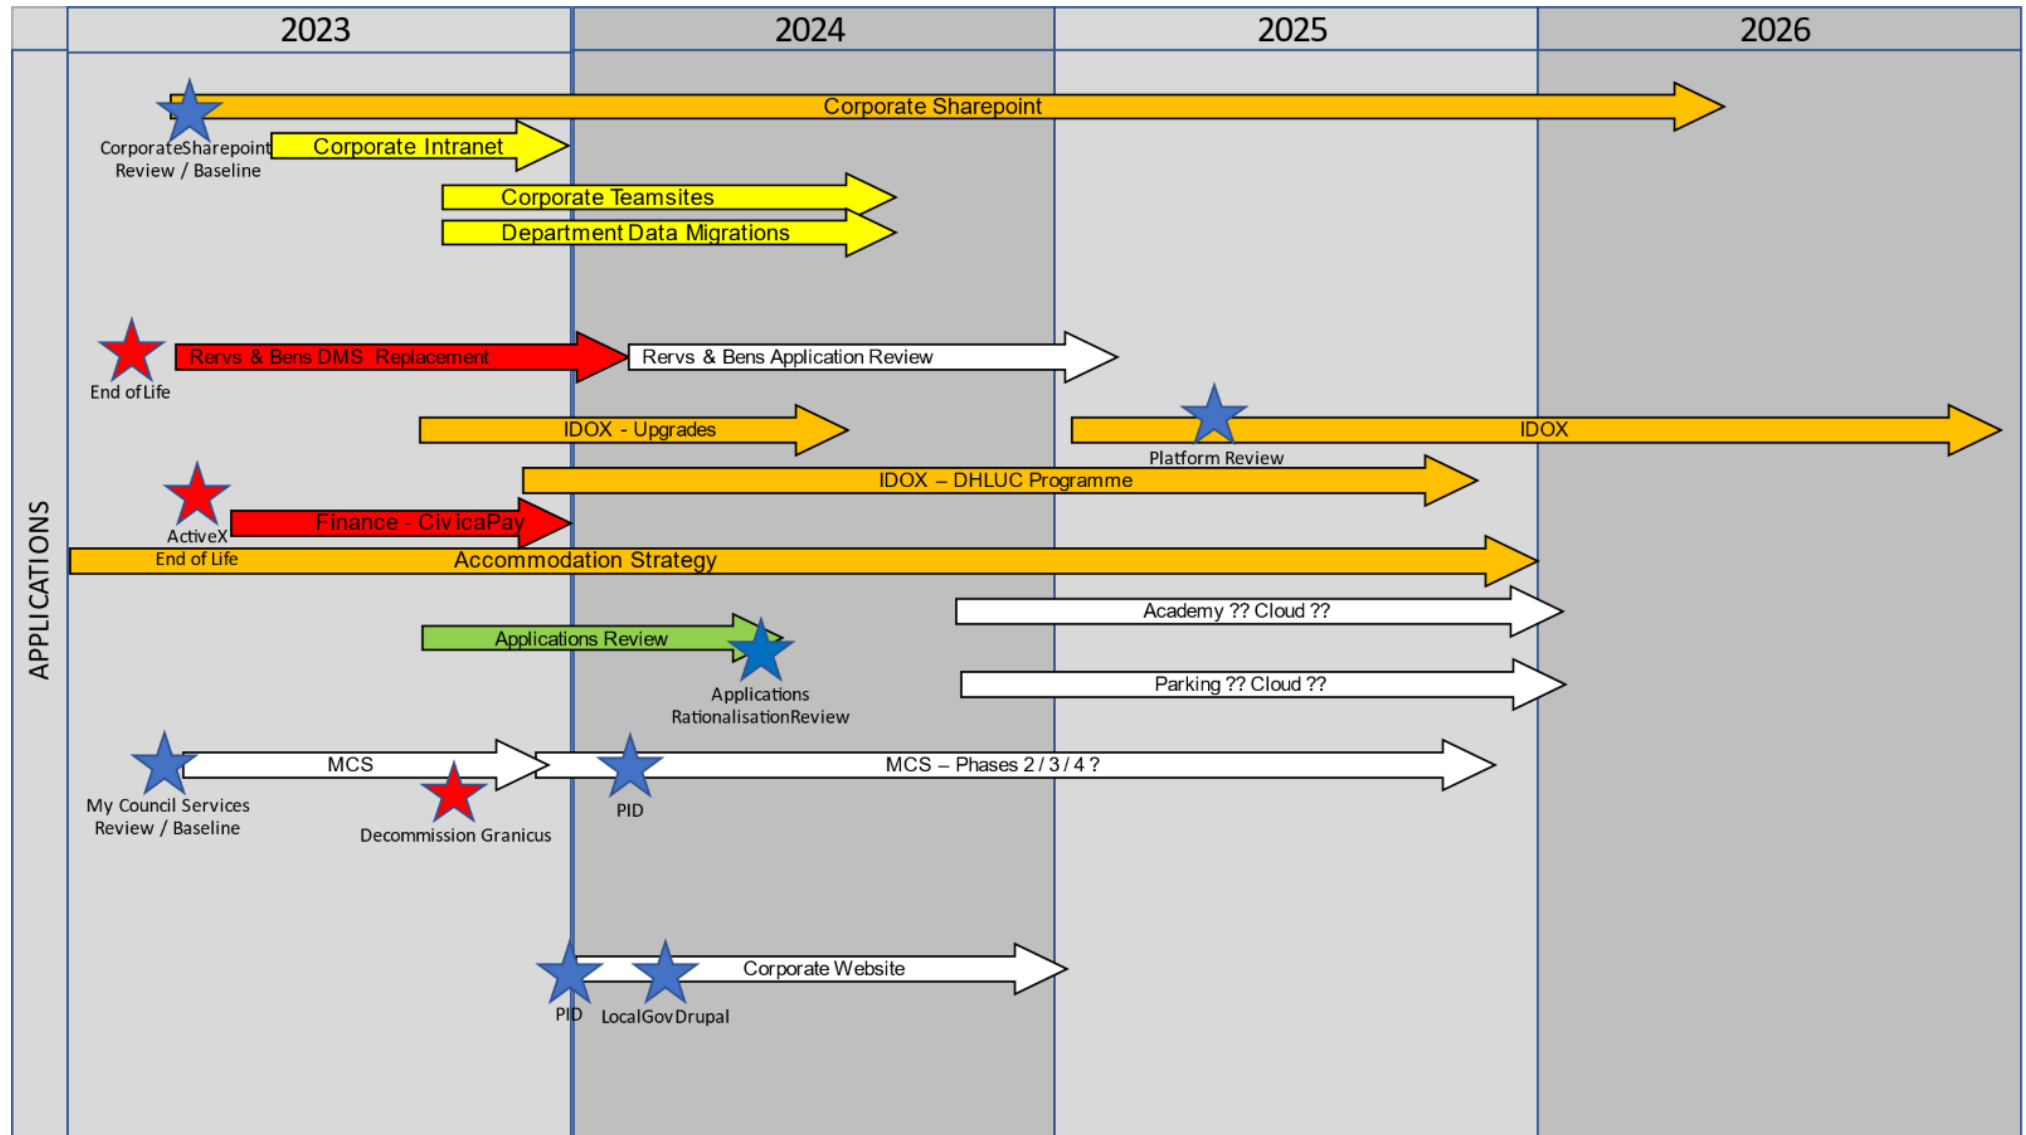 2023
2024
2025
2026
APPLICATIONS
Corporate Sharepoint
CorporateSharepoint
Review / Baseline
Corporate Intranet
Corporate Teamsites
Department Data Migrations
End of Life
Rervs & Bens DMS Replacement
Rervs & Bens Application Review
IDOX - Upgrades
IDOX
Platform Review
IDOX – DHLUC Programme
ActiveX
End of Life
Finance - CivicaPay
Accommodation Strategy
Academy ?? Cloud ??
Applications Review
Applications
RationalisationReview
Parking ?? Cloud ??
MCS
MCS – Phases 2 / 3 / 4 ?
My Council Services
Review / Baseline
Decommission Granicus
PID
Corporate Website
PID
LocalGovDrupal